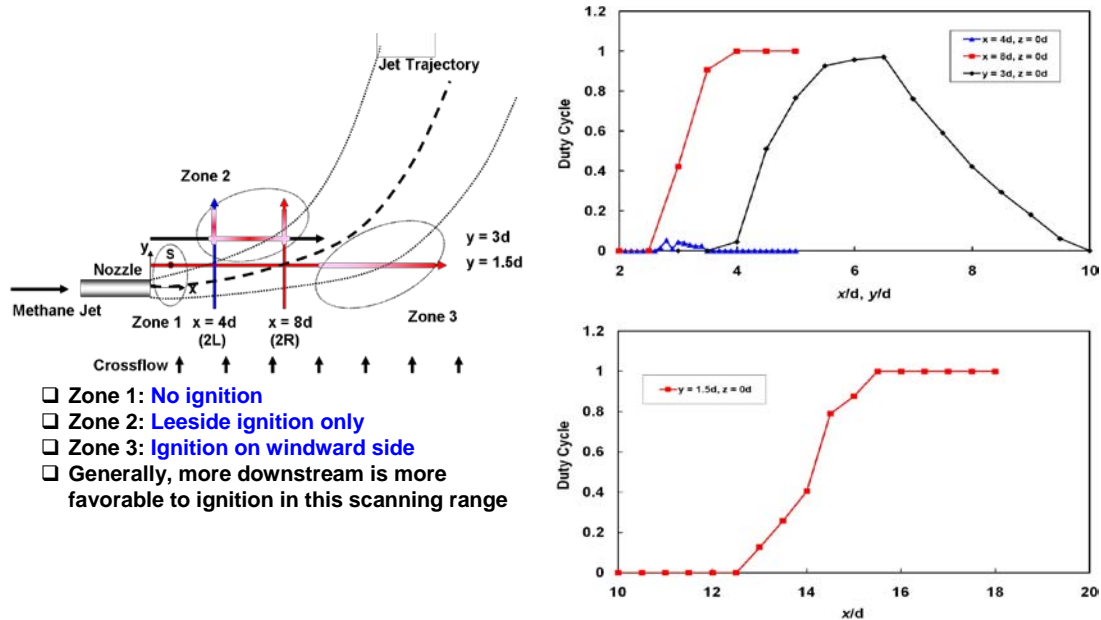 Jet Trajectory
Zone 2
y = 3d
y = 1.5d
y
S
x
Nozzle
Methane Jet
Zone 1
x = 4d
(2L)
x = 8d
(2R)
Zone 3
Crossflow
❑ Zone 1: No ignition
❑ Zone 2: Leeside ignition only
❑ Zone 3: Ignition on windward side
❑ Generally, more downstream is more
favorable to ignition in this scanning range
1.2
1
0.8
0.6
0.4
0.2
0
Duty Cycle
x = 4d, z = 0d
x = 8d, z = 0d
y = 3d, z = 0d
2 4 6 8 10
x/d, y/d
1.2
1
0.8
0.6
0.4
0.2
0
Duty Cycle
y = 1.5d, z = 0d
10 12 14 16 18 20
x/d